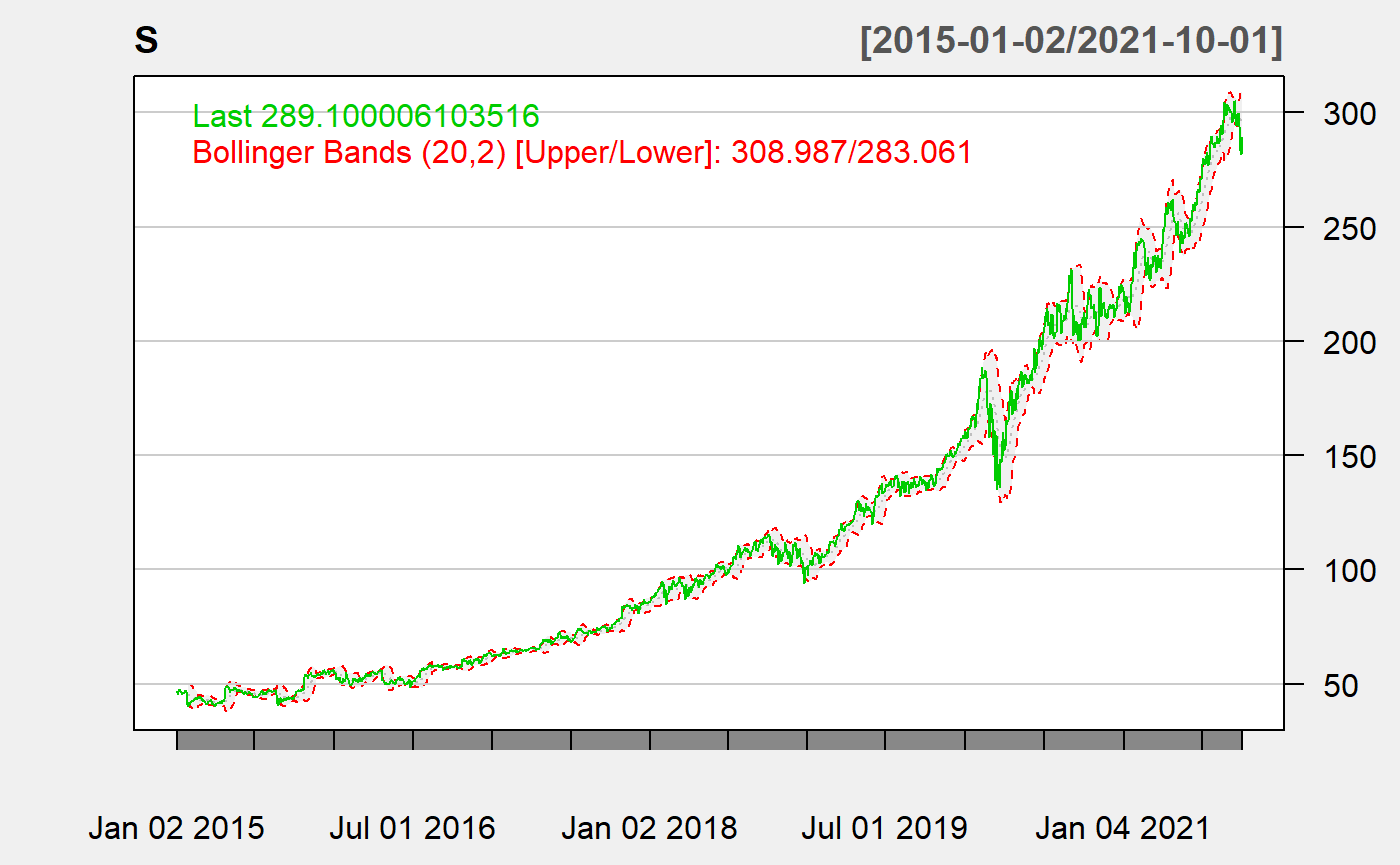 S [2015-01-02/2021-10-01]
Last 289.100006103516
Bollinger Bands (20,2) [Upper/Lower]: 308.987/283.061
300
250
200
150
100
50
Jan 02 2015 Jul 01 2016 Jan 02 2018 Jul 01 2019 Jan 04 2021